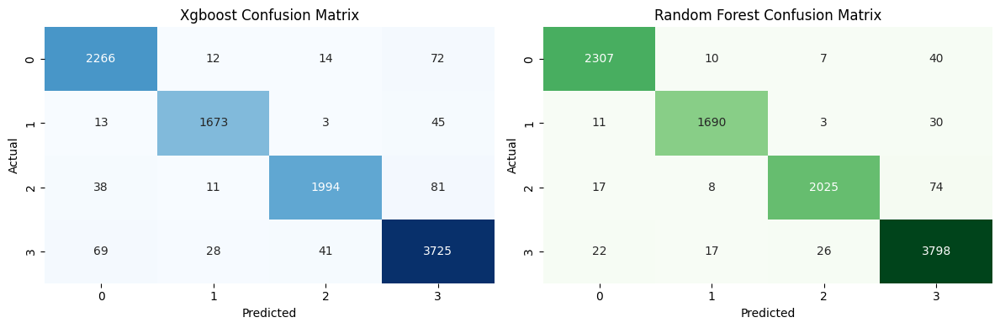 Xgboost Confusion Matrix
Actual
0
2266 12 14 72
1
13 1673 3 45
2
38 11 1994 81
3
69 28 41 3725
0 1 2 3
Predicted
Random Forest Confusion Matrix
Actual
0
2307 10 7 40
1
11 1690 3 30
2
17 8 2025 74
3
22 17 26 3798
0 1 2 3
Predicted